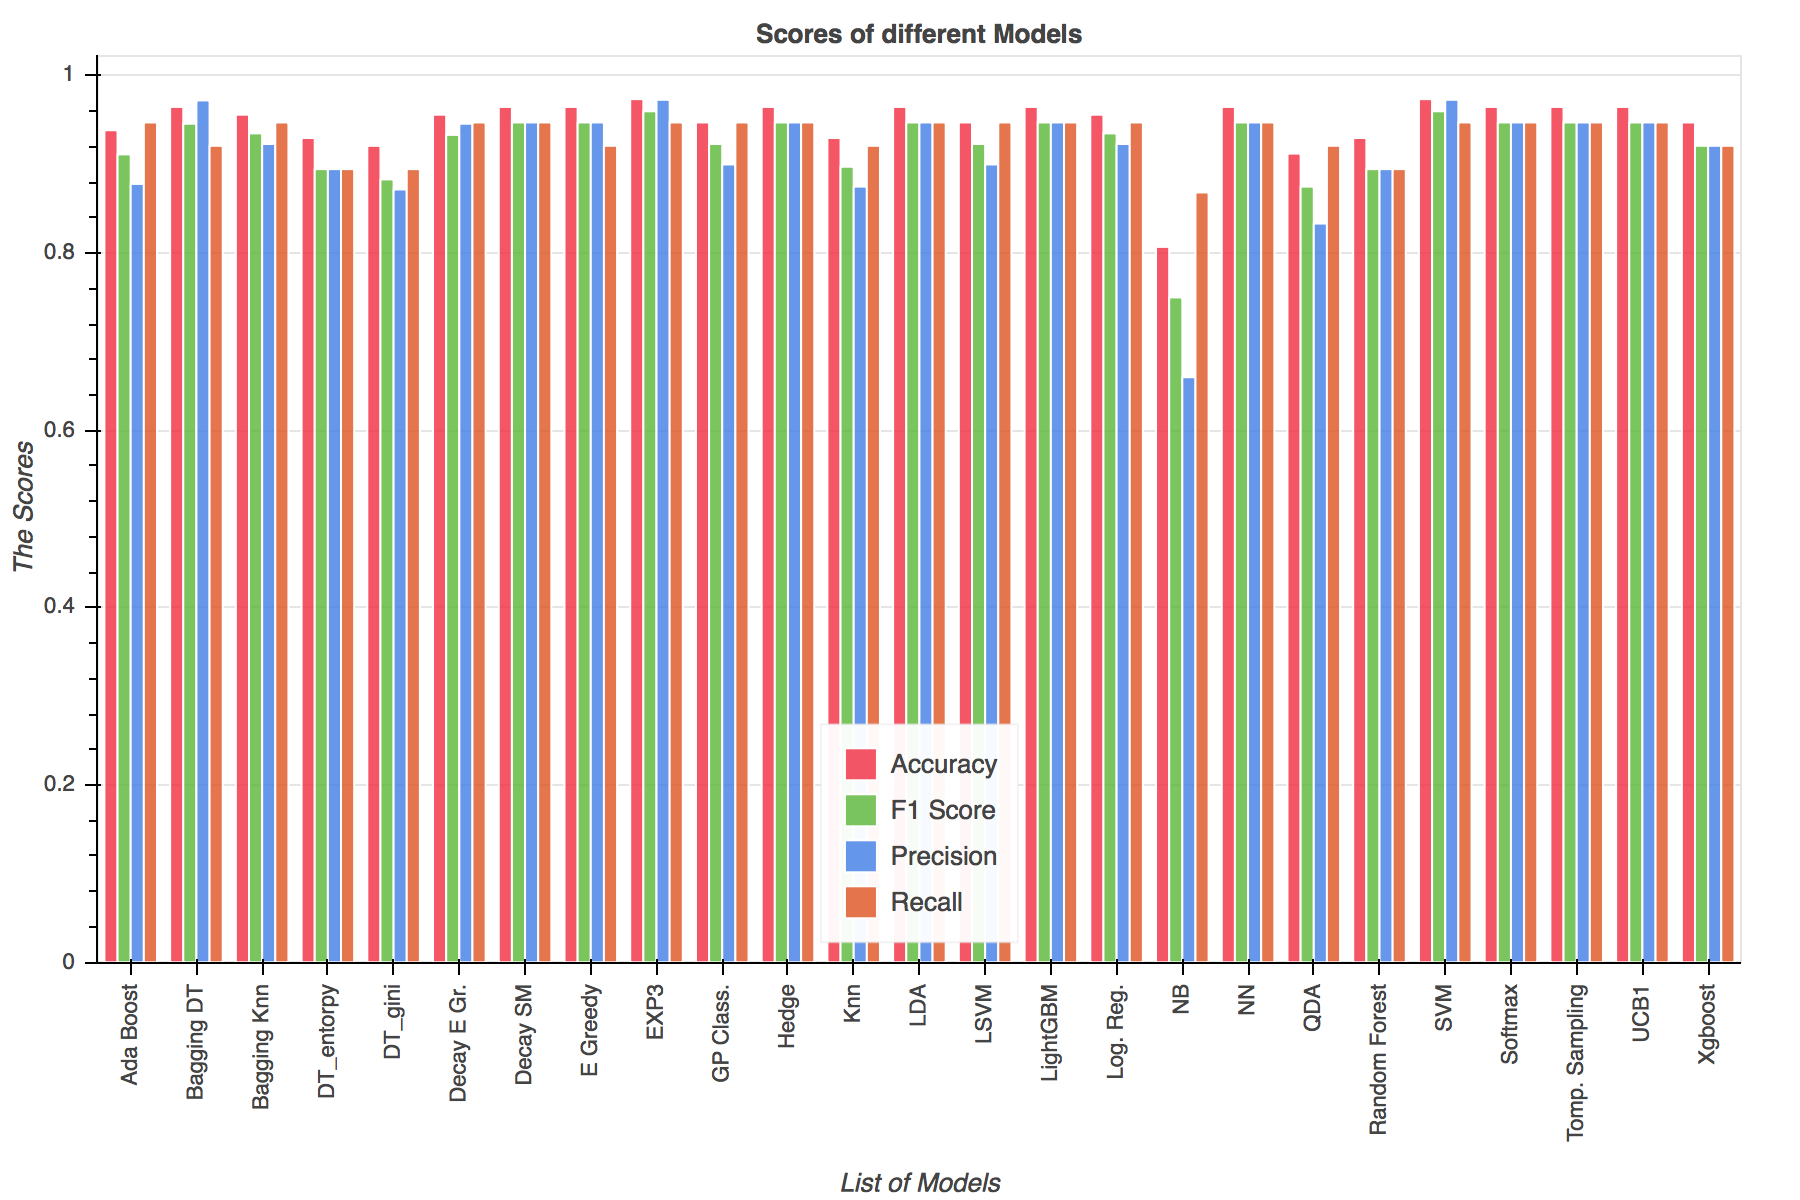 Scores of different Models
1
0.8
0.6
0.4
0.2
0
The Scores
Accuracy
F1 Score
Precision
Recall
Ada Boost
Bagging DT
Bagging Knn
DT_entorpy
DT_gini
Decay E Gr.
Decay SM
E Greedy
EXP3
GP Class.
Hedge
Knn
LDA
LSVM
LightGBM
Log. Reg.
NB
NN
QDA
Random Forest
SVM
Softmax
Tomp. Sampling
UCB1
Xgboost
List of Models